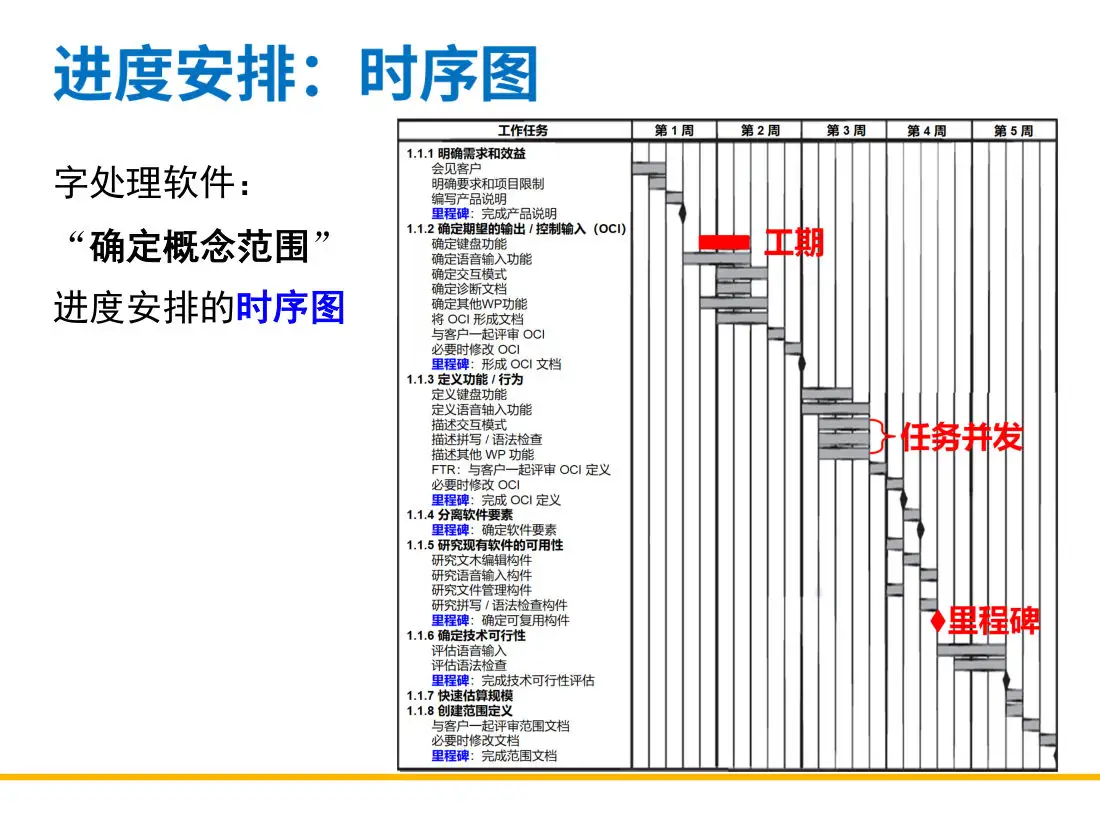 进度安排：时序图
字处理软件：
“确定概念范围”
进度安排的时序图
工作任务 第 1 周 第 2 周 第 3 周 第 4 周 第 5 周
1.1.1 明确需求和效益
会见客户
明确要求和项目限制
编写产品说明
里程碑：完成产品说明
1.1.2 确定期望的输出 / 控制输入（OCI）
确定键盘功能
确定语音输入功能
确定交互模式
确定诊断文档
确定其他WP功能
将 OCI 形成文档
与客户一起评审 OCI
必要时修改 OCI
里程碑：形成 OCI 文档
1.1.3 定义功能 / 行为
定义键盘功能
定义语音轴入功能
描述交互模式
描述拼写 / 语法检查
描述其他 WP 功能
FTR：与客户一起评审 OCI 定义
必要时修改 OCI
里程碑：完成 OCI 定义
1.1.4 分离软件要素
里程碑：确定软件要素
1.1.5 研究现有软件的可用性
研究文木编辑构件
研究语音输入构件
研究文件管理构件
研究拼写 / 语法检查构件
里程碑：确定可复用构件
1.1.6 确定技术可行性
评估语音输入
评估语法检查
里程碑：完成技术可行性评估
1.1.7 快速估算规模
1.1.8 创建范围定义
与客户一起评审范围文档
必要时修改文档
里程碑：完成范围文档
工期
任务并发
里程碑